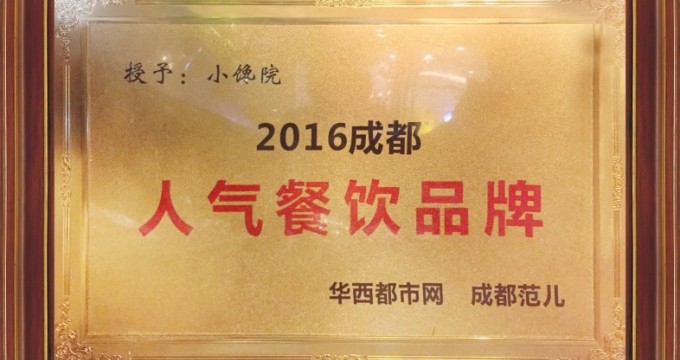 授予：小馋院
2016成都
人气餐饮品牌
华西都市网 成都范儿